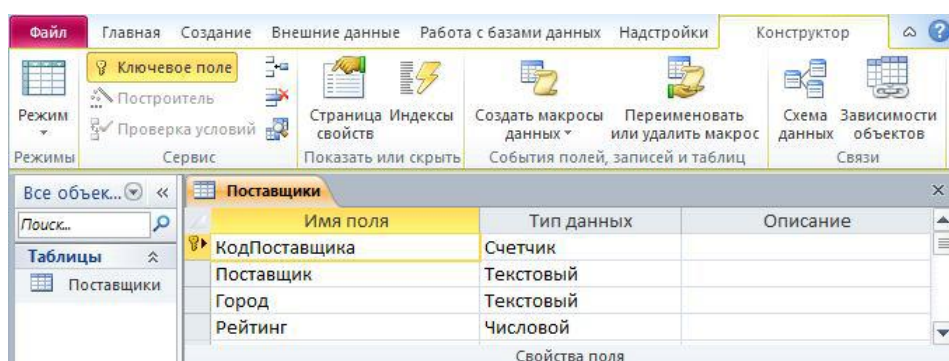 Файл Главная Создание Внешние данные Работа с базами данных Надстройки Конструктор
Ключевое поле
Построитель
Проверка условий
Режим
Страница свойств
Индексы
Создать макросы данных
Переименовать или удалить макрос
Схема данных
Зависимости объектов
Режимы Сервис Показать или скрыть События полей, записей и таблиц Связи
Все объек... «
Поиск...
Таблицы
Поставщики
Поставщики
Имя поля Тип данных Описание
КодПоставщика Счетчик
Поставщик Текстовый
Город Текстовый
Рейтинг Числовой
Свойства поля